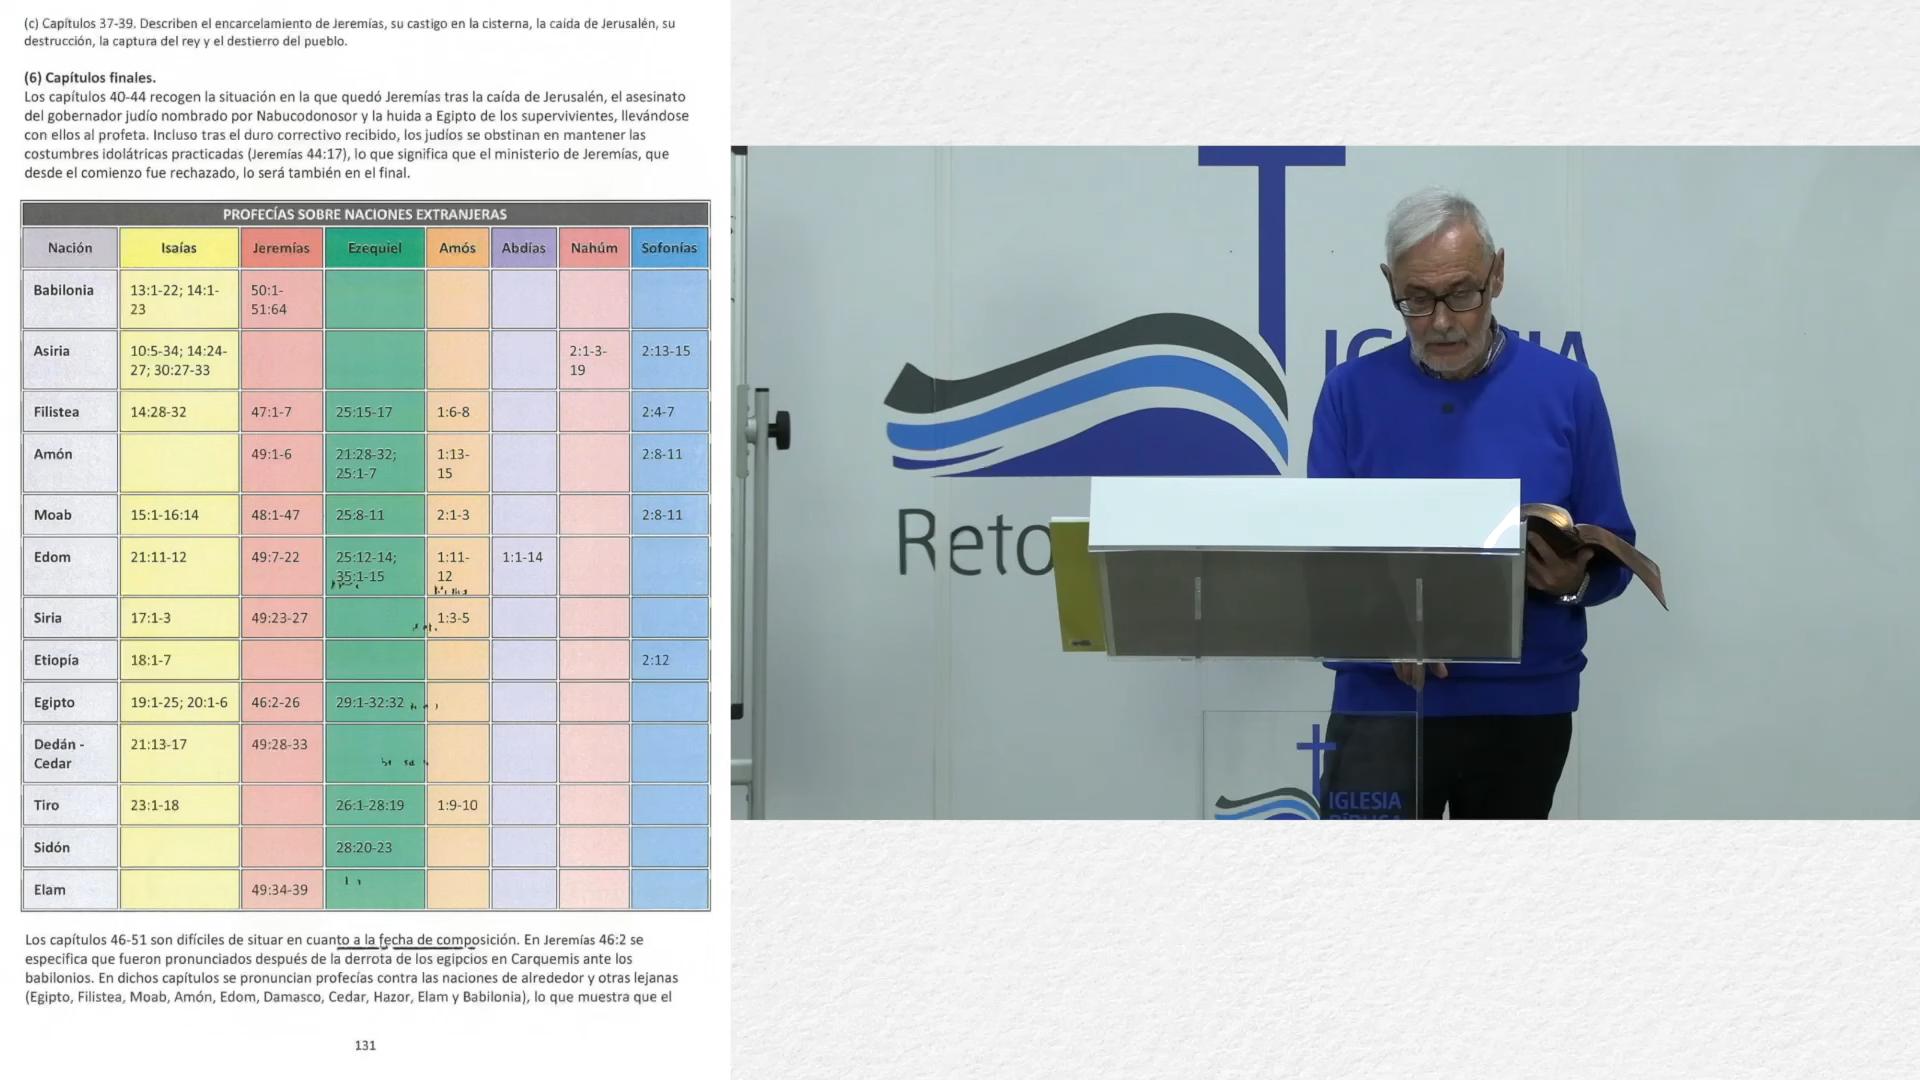 (c) Capítulos 37-39. Describen el encarcelamiento de Jeremías, su castigo en la cisterna, la caída de Jerusalén, su
destrucción, la captura del rey y el destierro del pueblo.
(6) Capítulos finales.
Los capítulos 40-44 recogen la situación en la que quedó Jeremías tras la caída de Jerusalén, el asesinato
del gobernador judío nombrado por Nabucodonosor y la huida a Egipto de los supervivientes, llevándose
con ellos al profeta. Incluso tras el duro correctivo recibido, los judíos se obstinan en mantener las
costumbres idolátricas practicadas (Jeremías 44:17), lo que significa que el ministerio de Jeremías, que
desde el comienzo fue rechazado, lo será también en el final.
PROFECÍAS SOBRE NACIONES EXTRANJERAS
Nación Isaías Jeremías Ezequiel Amós Abdías Nahúm Sofonías
Babilonia 13:1-22; 14:1- 50:1-
23 51:64
Asiria 10:5-34; 14:24- 2:1-3- 2:13-15
27; 30:27-33 19
Filistea 14:28-32 47:1-7 25:15-17 1:6-8 2:4-7
Amón 49:1-6 21:28-32; 1:13- 2:8-11
25:1-7 15
Moab 15:1-16:14 48:1-47 25:8-11 2:1-3 2:8-11
Edom 21:11-12 49:7-22 25:12-14; 1:11- 1:1-14
35:1-15 12
Siria 17:1-3 49:23-27 1:3-5
Etiopía 18:1-7 2:12
Egipto 19:1-25; 20:1-6 46:2-26 29:1-32:32
Dedán - 21:13-17 49:28-33
Cedar
Tiro 23:1-18 26:1-28:19 1:9-10
Sidón 28:20-23
Elam 49:34-39
Los capítulos 46-51 son difíciles de situar en cuanto a la fecha de composición. En Jeremías 46:2 se
especifica que fueron pronunciados después de la derrota de los egipcios en Carquemis ante los
babilonios. En dichos capítulos se pronuncian profecías contra las naciones de alrededor y otras lejanas
(Egipto, Filistea, Moab, Amón, Edom, Damasco, Cedar, Hazor, Elam y Babilonia), lo que muestra que el
131
Reto
IGLESIA